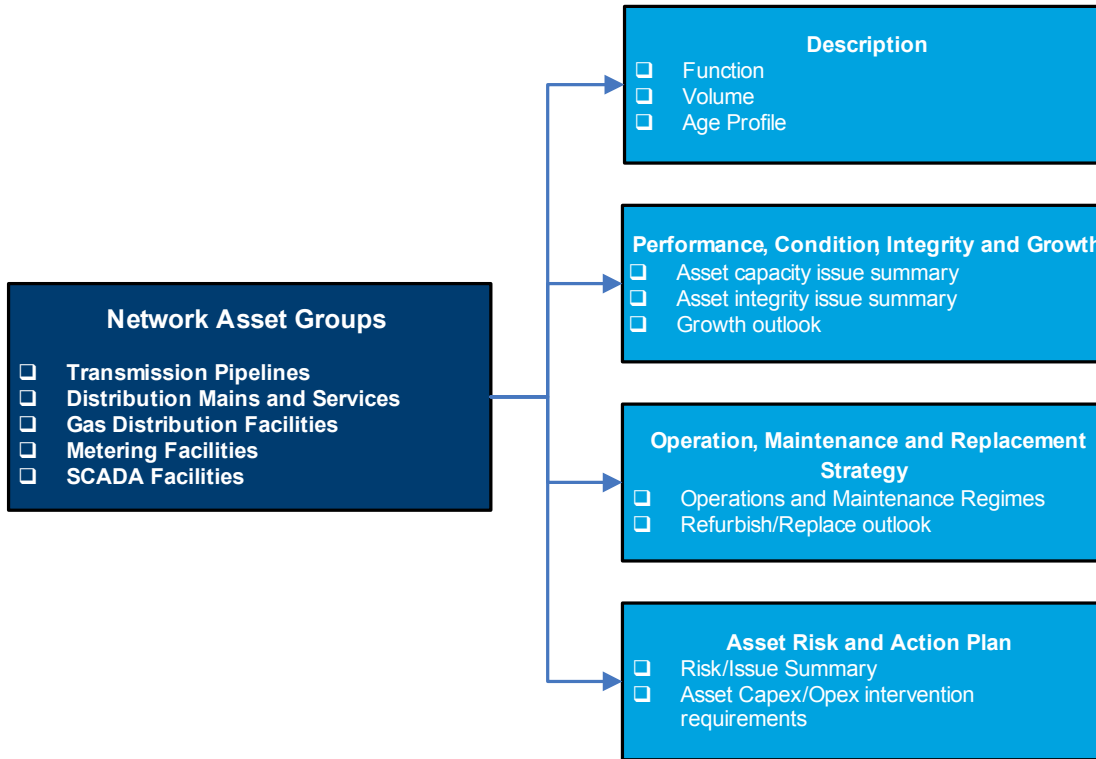 Network Asset Groups
❑ Transmission Pipelines
❑ Distribution Mains and Services
❑ Gas Distribution Facilities
❑ Metering Facilities
❑ SCADA Facilities
Description
❑ Function
❑ Volume
❑ Age Profile
Performance, Condition, Integrity and Growth
❑ Asset capacity issue summary
❑ Asset integrity issue summary
❑ Growth outlook
Operation, Maintenance and Replacement
Strategy
❑ Operations and Maintenance Regimes
❑ Refurbish/Replace outlook
Asset Risk and Action Plan
❑ Risk/Issue Summary
❑ Asset Capex/Opex intervention
requirements